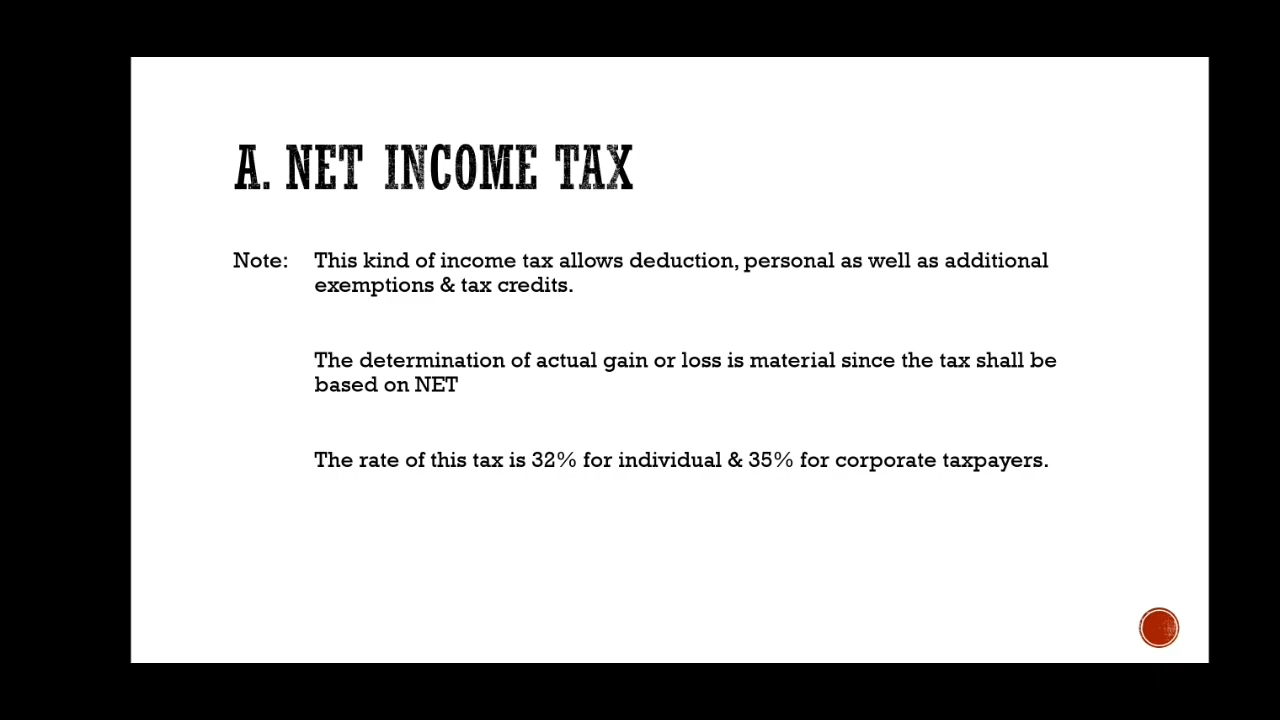 A. NET INCOME TAX
Note: This kind of income tax allows deduction, personal as well as additional
exemptions & tax credits.
The determination of actual gain or loss is material since the tax shall be
based on NET
The rate of this tax is 32% for individual & 35% for corporate taxpayers.